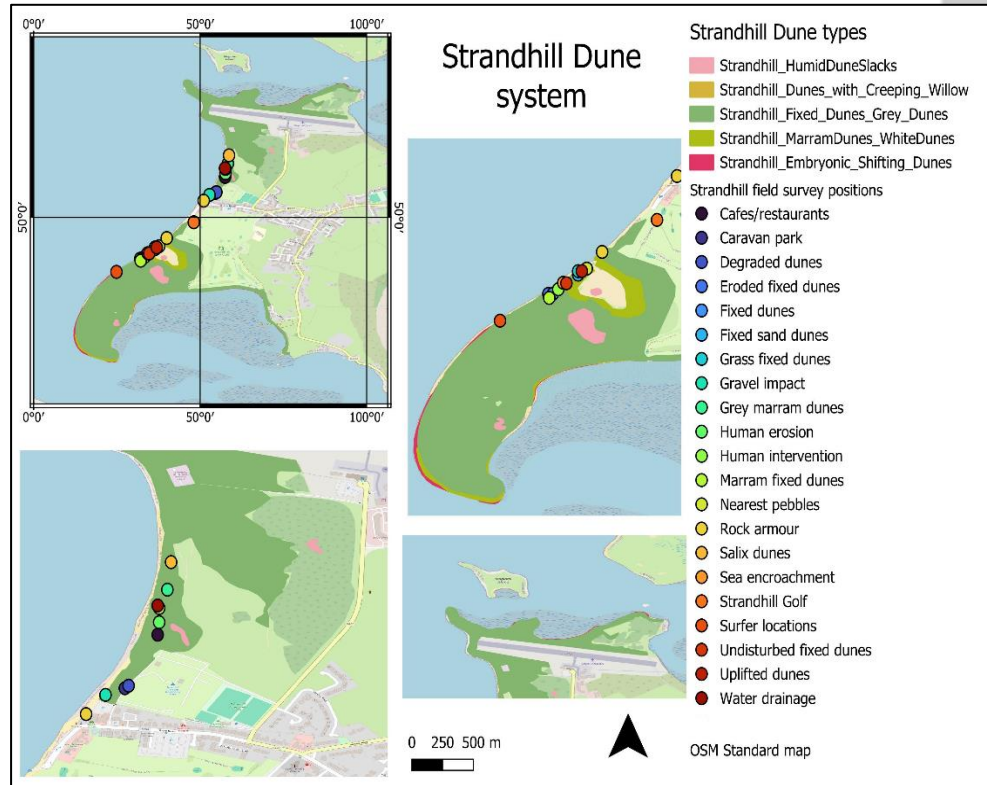 0°0′ 50°0′ 100°0′
50°0′
50°0′
0°0′ 50°0′ 100°0′
Strandhill Dune
system
0 250 500 m
Strandhill Dune types
Strandhill_HumidDuneSlacks
Strandhill_Dunes_with_Creeping_Willow
Strandhill_Fixed_Dunes_Grey_Dunes
Strandhill_MarramDunes_WhiteDunes
Strandhill_Embryonic_Shifting_Dunes
Strandhill field survey positions
Cafes/restaurants
Caravan park
Degraded dunes
Eroded fixed dunes
Fixed dunes
Fixed sand dunes
Grass fixed dunes
Gravel impact
Grey marram dunes
Human erosion
Human intervention
Marram fixed dunes
Nearest pebbles
Rock armour
Salix dunes
Sea encroachment
Strandhill Golf
Surfer locations
Undisturbed fixed dunes
Uplifted dunes
Water drainage
OSM Standard map